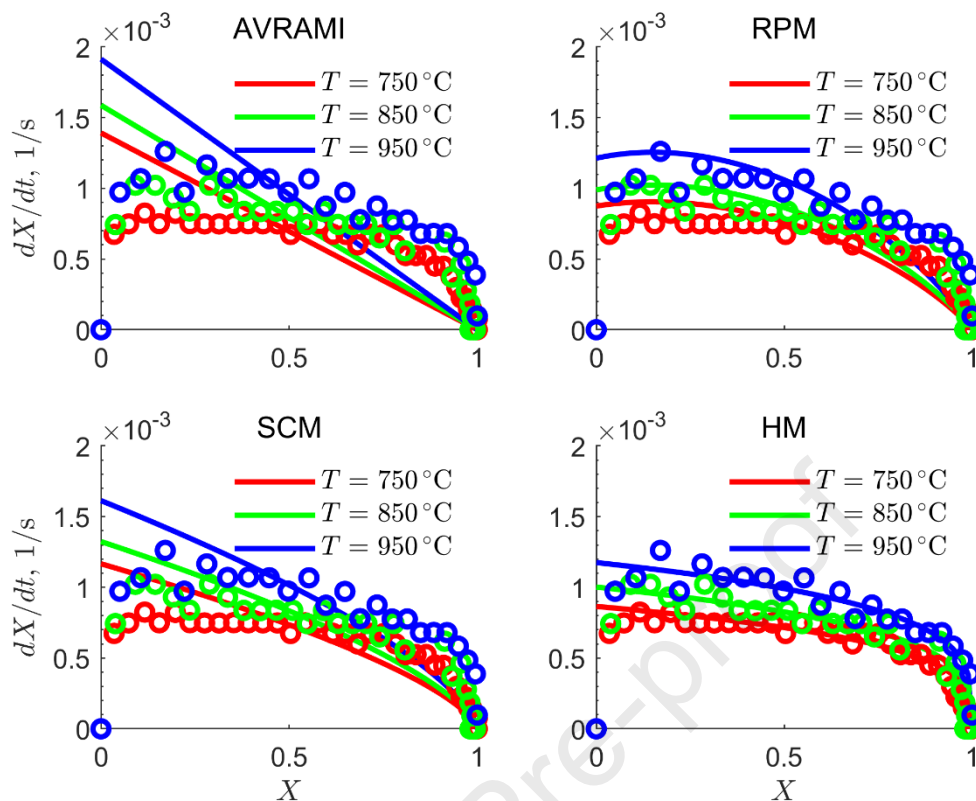 AVRAMI
×10⁻³
2
1.5
1
0.5
0
dX/dt, 1/s
T = 750 °C
T = 850 °C
T = 950 °C
0 0.5 1
RPM
×10⁻³
2
1.5
1
0.5
0
T = 750 °C
T = 850 °C
T = 950 °C
0 0.5 1
SCM
×10⁻³
2
1.5
1
0.5
0
dX/dt, 1/s
T = 750 °C
T = 850 °C
T = 950 °C
0 0.5 1
X
HM
×10⁻³
2
1.5
1
0.5
0
T = 750 °C
T = 850 °C
T = 950 °C
0 0.5 1
X
Pre-proof